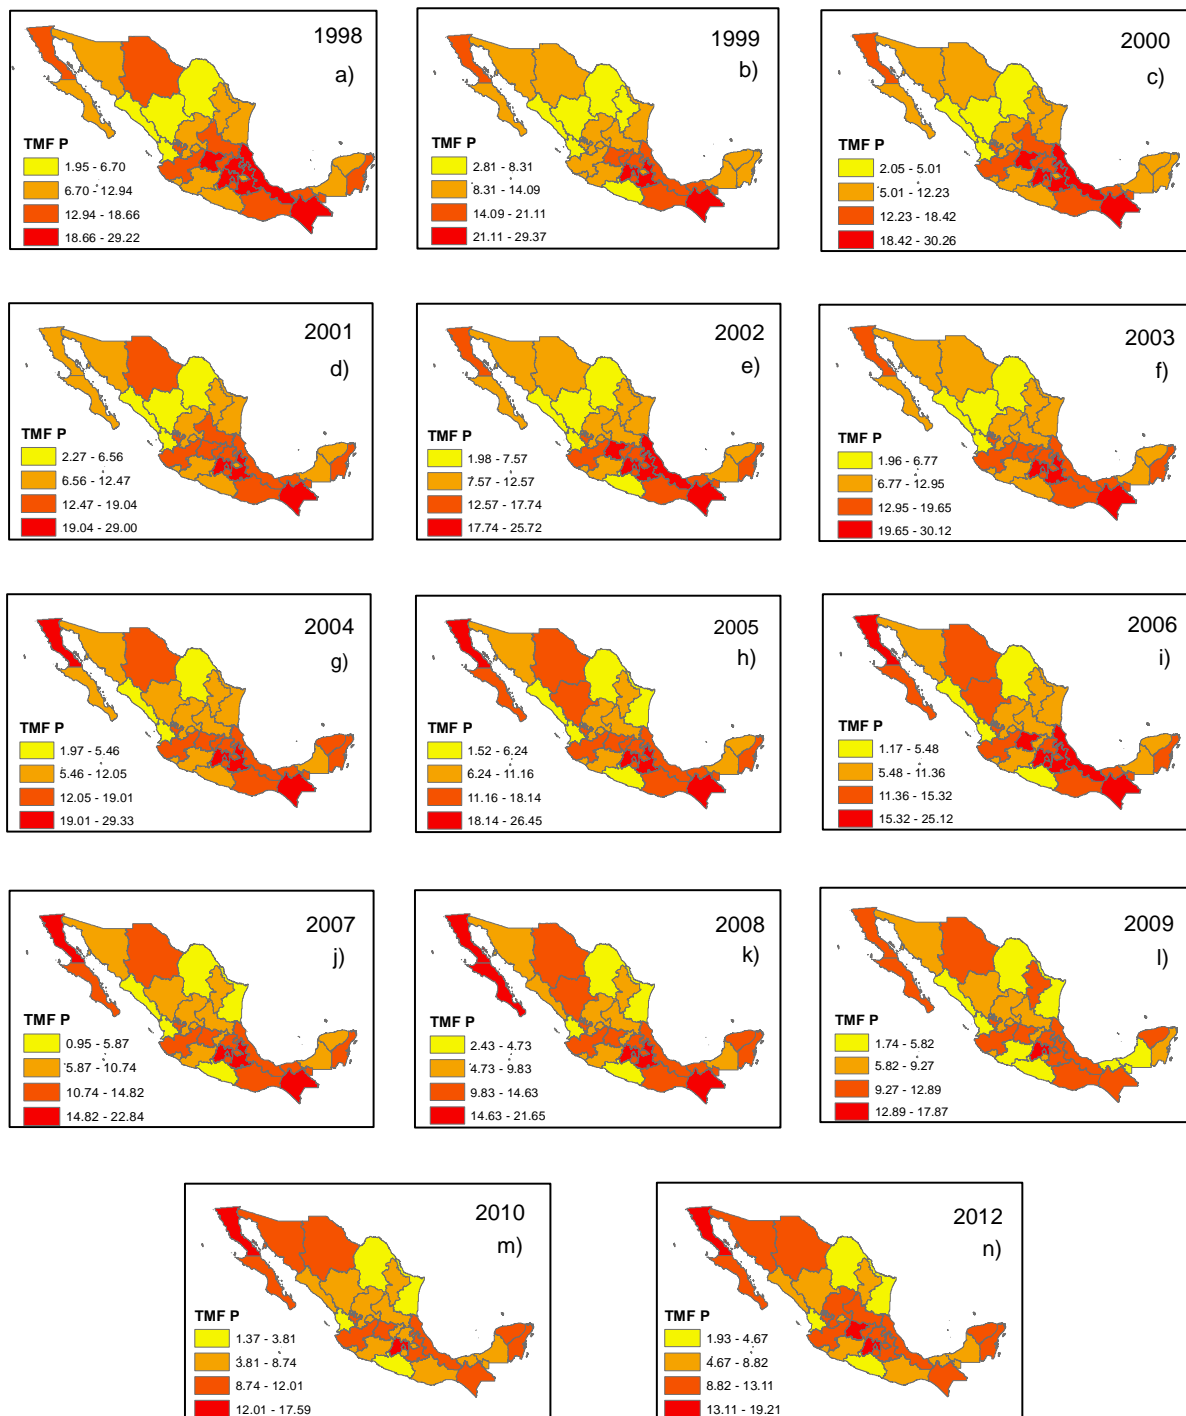 1998
a)
TMF P
1.95 - 6.70
6.70 - 12.94
12.94 - 18.66
18.66 - 29.22
1999
b)
TMF P
2.81 - 8.31
8.31 - 14.09
14.09 - 21.11
21.11 - 29.37
2000
c)
TMF P
2.05 - 5.01
5.01 - 12.23
12.23 - 18.42
18.42 - 30.26
2001
d)
TMF P
2.27 - 6.56
6.56 - 12.47
12.47 - 19.04
19.04 - 29.00
2002
e)
TMF P
1.98 - 7.57
7.57 - 12.57
12.57 - 17.74
17.74 - 25.72
2003
f)
TMF P
1.96 - 6.77
6.77 - 12.95
12.95 - 19.65
19.65 - 30.12
2004
g)
TMF P
1.97 - 5.46
5.46 - 12.05
12.05 - 19.01
19.01 - 29.33
2005
h)
TMF P
1.52 - 6.24
6.24 - 11.16
11.16 - 18.14
18.14 - 26.45
2006
i)
TMF P
1.17 - 5.48
5.48 - 11.36
11.36 - 15.32
15.32 - 25.12
2007
j)
TMF P
0.95 - 5.87
5.87 - 10.74
10.74 - 14.82
14.82 - 22.84
2008
k)
TMF P
2.43 - 4.73
4.73 - 9.83
9.83 - 14.63
14.63 - 21.65
2009
l)
TMF P
1.74 - 5.82
5.82 - 9.27
9.27 - 12.89
12.89 - 17.87
2010
m)
TMF P
1.37 - 3.81
3.81 - 8.74
8.74 - 12.01
12.01 - 17.59
2012
n)
TMF P
1.93 - 4.67
4.67 - 8.82
8.82 - 13.11
13.11 - 19.21